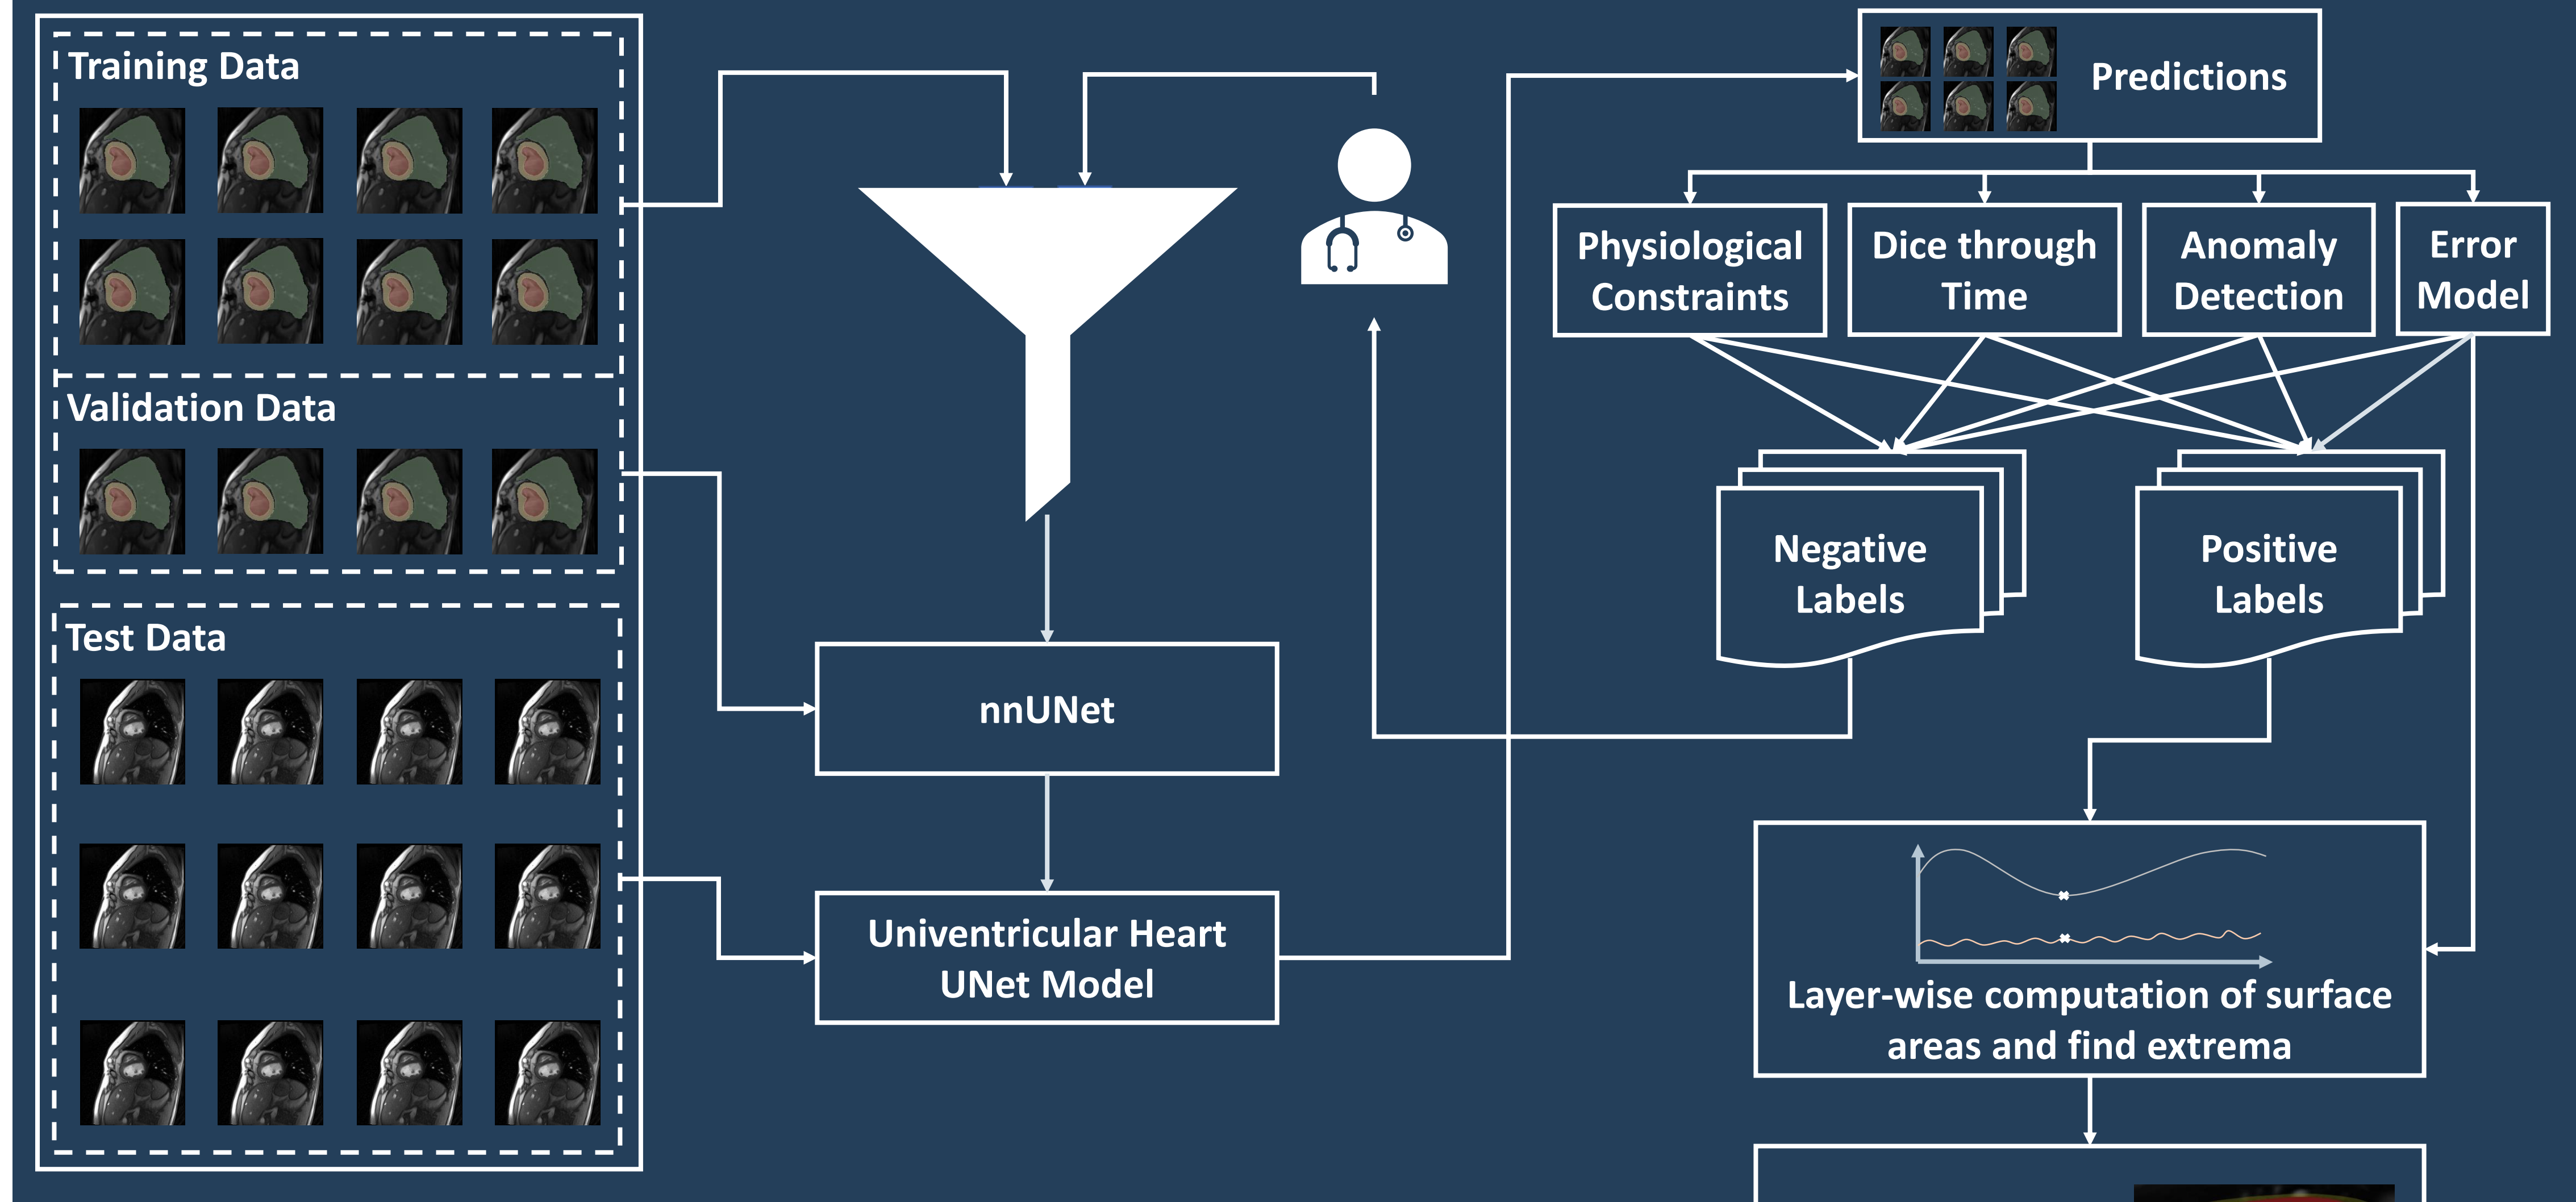 Training Data
Validation Data
Test Data
nnUNet
Univentricular Heart
UNet Model
Predictions
Physiological
Constraints
Dice through
Time
Anomaly
Detection
Error
Model
Negative
Labels
Positive
Labels
Layer-wise computation of surface
areas and find extrema